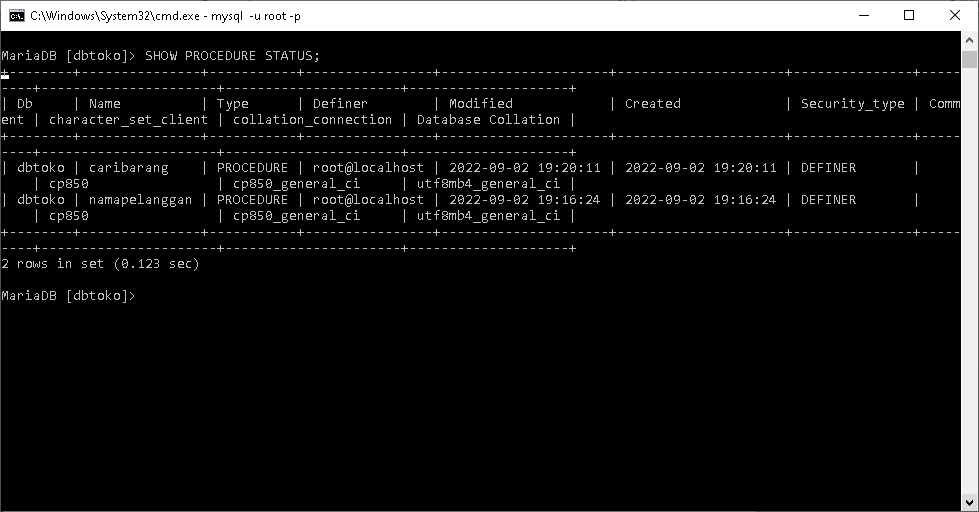 C:\Windows\System32\cmd.exe - mysql  -u root -p
MariaDB [dbtoko]> SHOW PROCEDURE STATUS;
+---------+---------------+-----------+----------------+---------------------+---------------------+---------------+-----
----+----------------------+----------------------+--------------------+
| Db      | Name          | Type      | Definer        | Modified            | Created             | Security_type | Comm
ent | character_set_client | collation_connection | Database Collation |
+---------+---------------+-----------+----------------+---------------------+---------------------+---------------+-----
----+----------------------+----------------------+--------------------+
| dbtoko | caribarang    | PROCEDURE | root@localhost | 2022-09-02 19:20:11 | 2022-09-02 19:20:11 | DEFINER       |
    | cp850                | cp850_general_ci     | utf8mb4_general_ci |
| dbtoko | namapelanggan | PROCEDURE | root@localhost | 2022-09-02 19:16:24 | 2022-09-02 19:16:24 | DEFINER       |
    | cp850                | cp850_general_ci     | utf8mb4_general_ci |
+---------+---------------+-----------+----------------+---------------------+---------------------+---------------+-----
----+----------------------+----------------------+--------------------+
2 rows in set (0.123 sec)
MariaDB [dbtoko]>